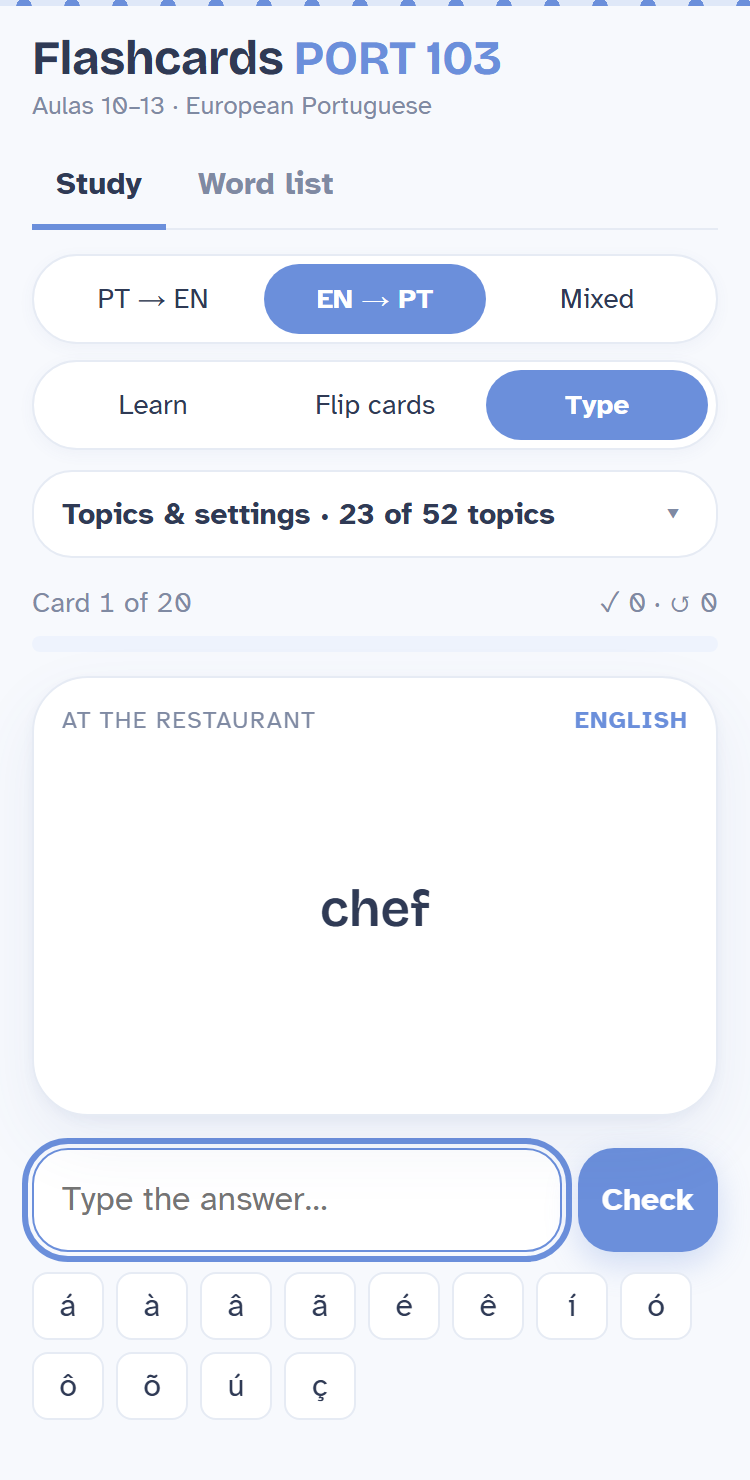 Flashcards PORT 103
Aulas 10–13 · European Portuguese
Study Word list
PT → EN EN → PT Mixed
Learn Flip cards Type
Topics & settings · 23 of 52 topics ▼
Card 1 of 20 ✓ 0 · ↺ 0
AT THE RESTAURANT ENGLISH
chef
Type the answer... Check
á à â ã é ê í ó
ô õ ú ç